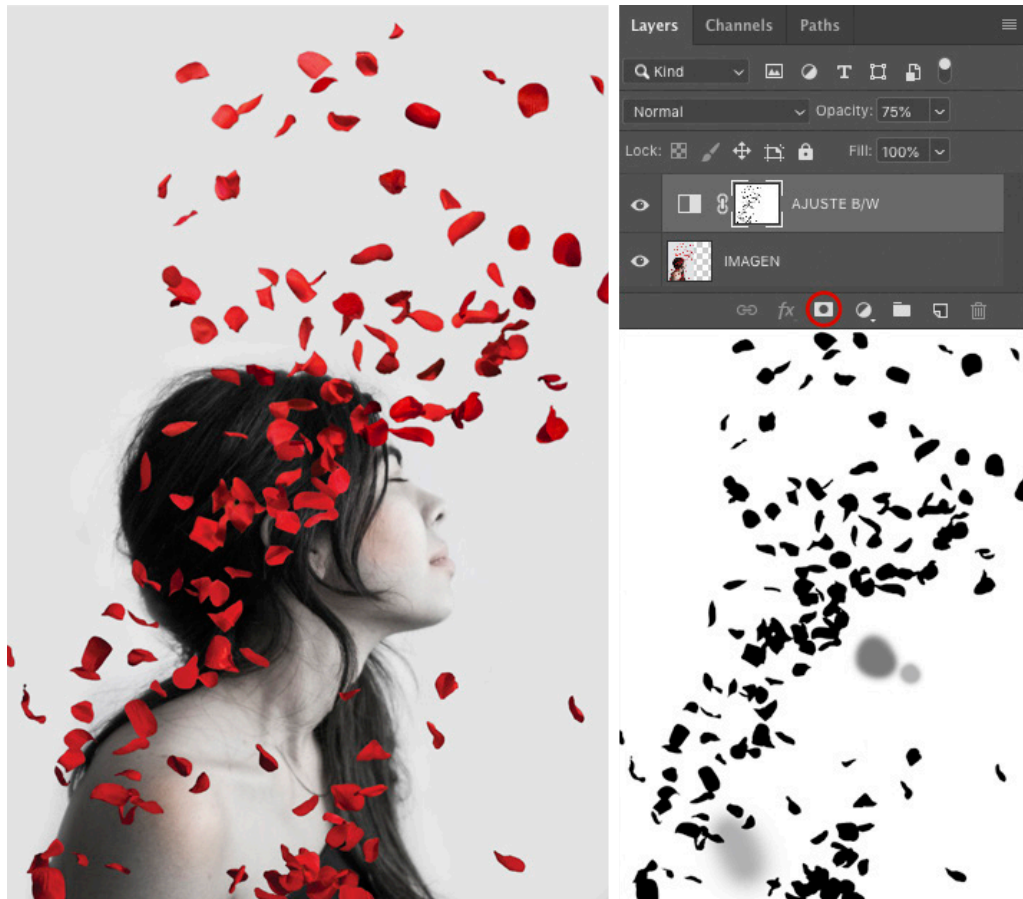 Layers Channels Paths
Kind
Normal Opacity: 75%
Lock: Fill: 100%
AJUSTE B/W
IMAGEN
fx